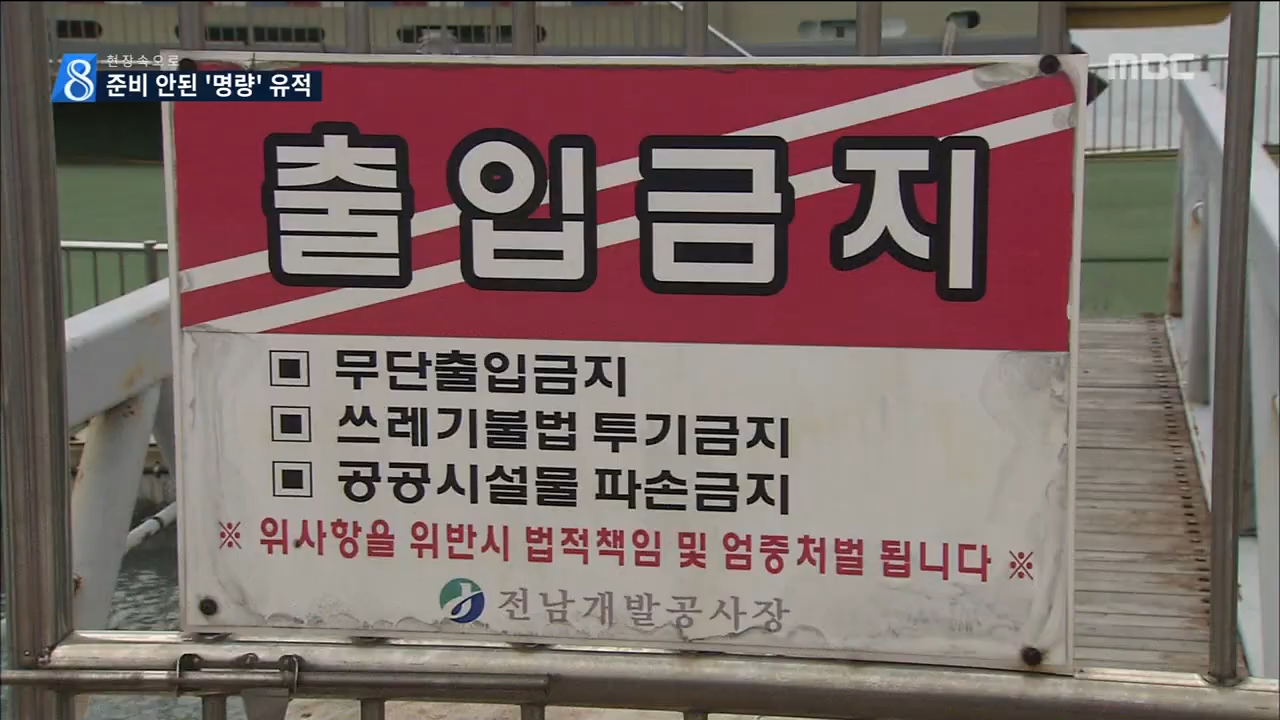 현장속으로
8 준비 안된 '명량' 유적
MBC
출입금지
▣ 무단출입금지
▣ 쓰레기불법 투기금지
▣ 공공시설물 파손금지
※ 위사항을 위반시 법적책임 및 엄중처벌 됩니다 ※
전남개발공사장